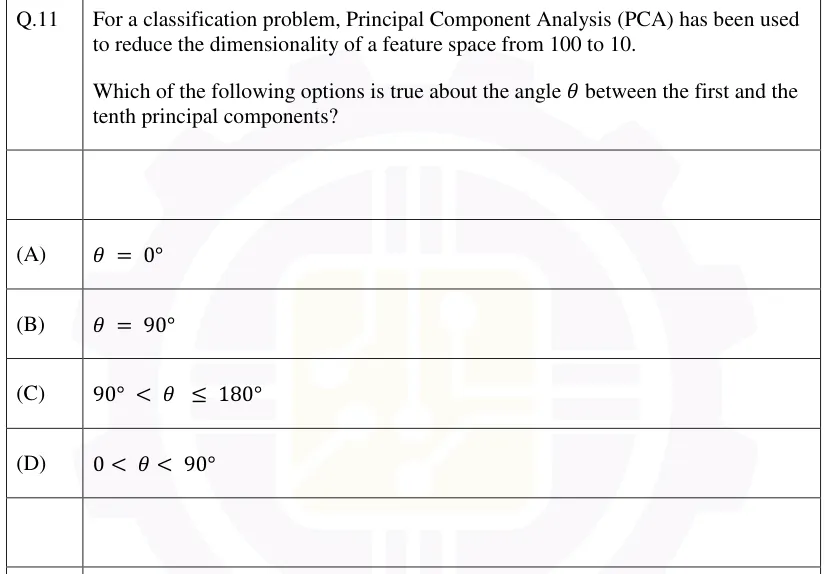 Q.11 For a classification problem, Principal Component Analysis (PCA) has been used
to reduce the dimensionality of a feature space from 100 to 10.
Which of the following options is true about the angle 𝜃 between the first and the
tenth principal components?
(A) 𝜃 = 0°
(B) 𝜃 = 90°
(C) 90° < 𝜃 ≤ 180°
(D) 0 < 𝜃 < 90°